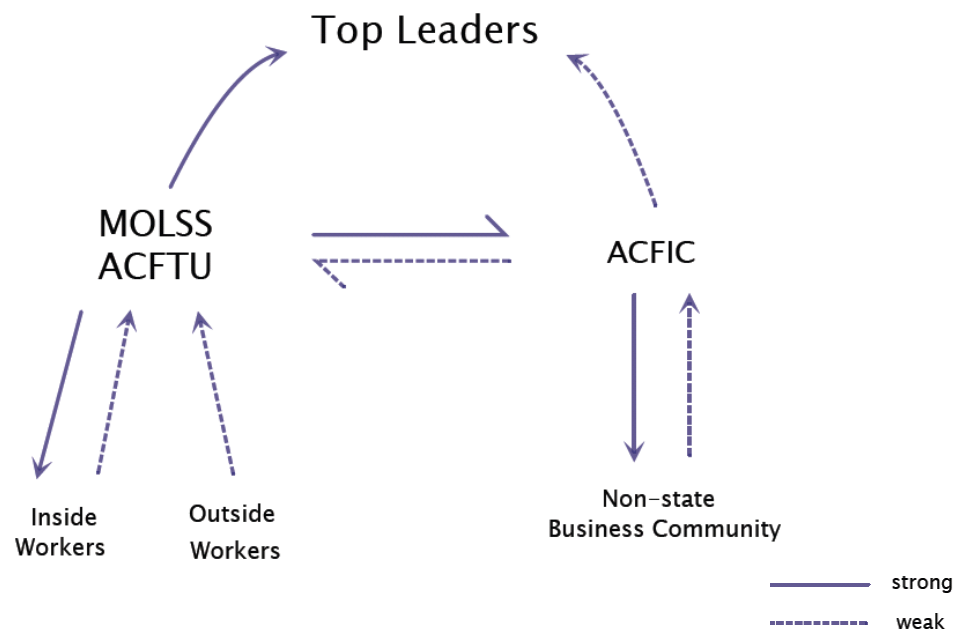 Top Leaders
MOLSS
ACFTU
ACFIC
Inside
Workers
Outside
Workers
Non-state
Business Community
strong
weak